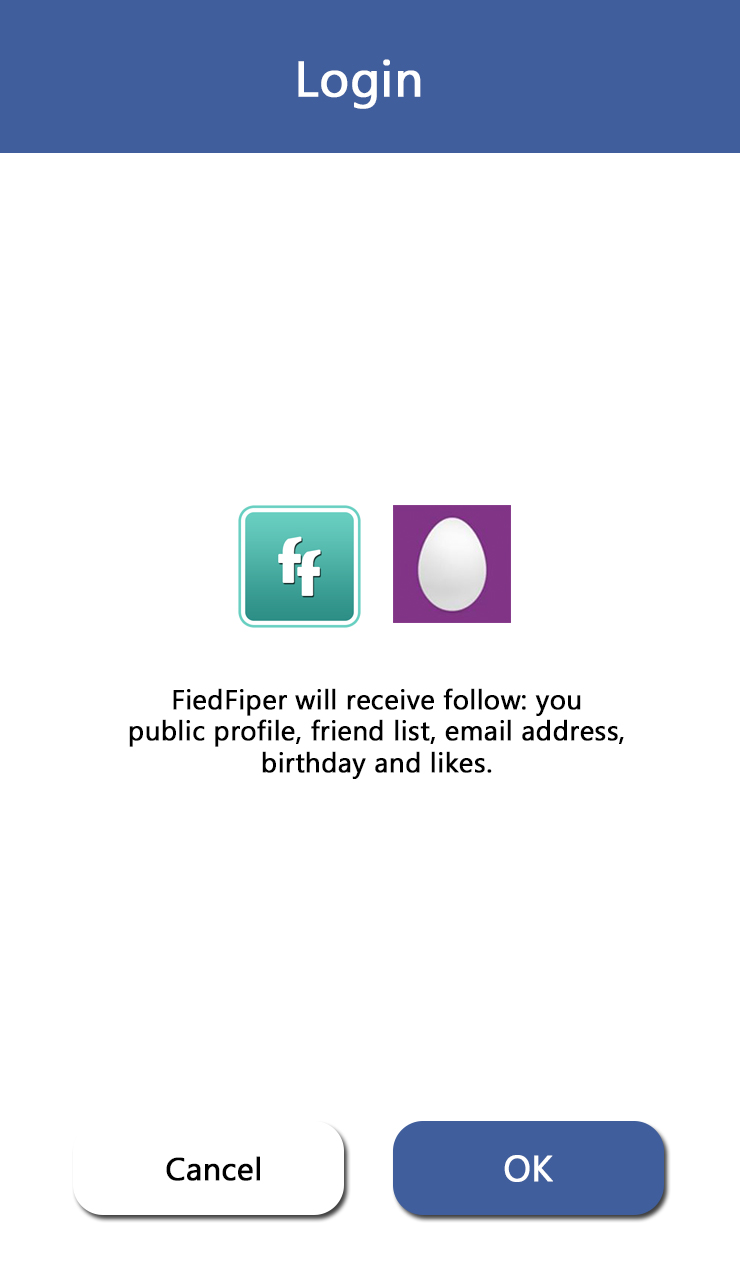 Login
ff
FiedFiper will receive follow: you
public profile, friend list, email address,
birthday and likes.
Cancel
OK